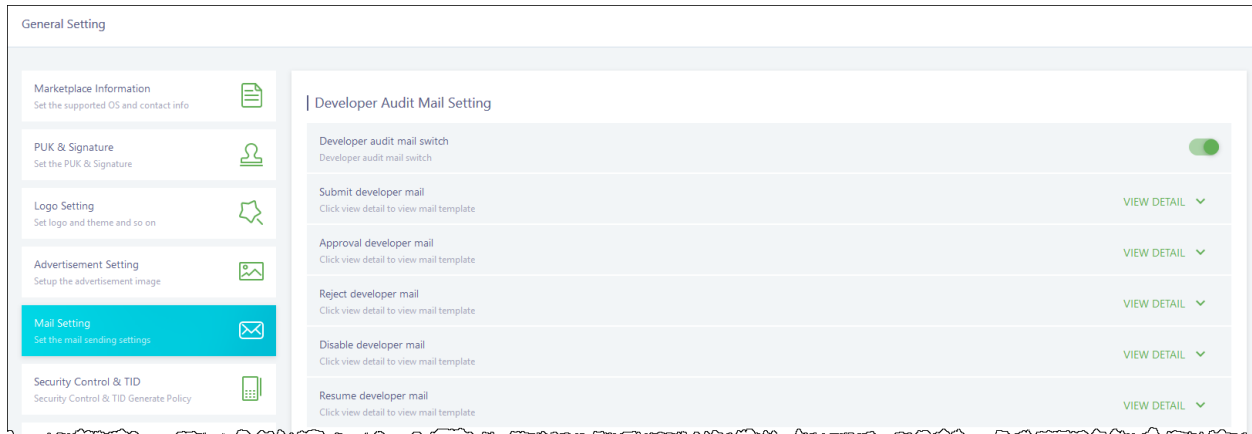 General Setting
Marketplace Information
Set the supported OS and contact info
PUK & Signature
Set the PUK & Signature
Logo Setting
Set logo and theme and so on
Advertisement Setting
Setup the advertisement image
Mail Setting
Set the mail sending settings
Security Control & TID
Security Control & TID Generate Policy
Developer Audit Mail Setting
Developer audit mail switch
Developer audit mail switch
Submit developer mail
Click view detail to view mail template
VIEW DETAIL
Approval developer mail
Click view detail to view mail template
VIEW DETAIL
Reject developer mail
Click view detail to view mail template
VIEW DETAIL
Disable developer mail
Click view detail to view mail template
VIEW DETAIL
Resume developer mail
Click view detail to view mail template
VIEW DETAIL